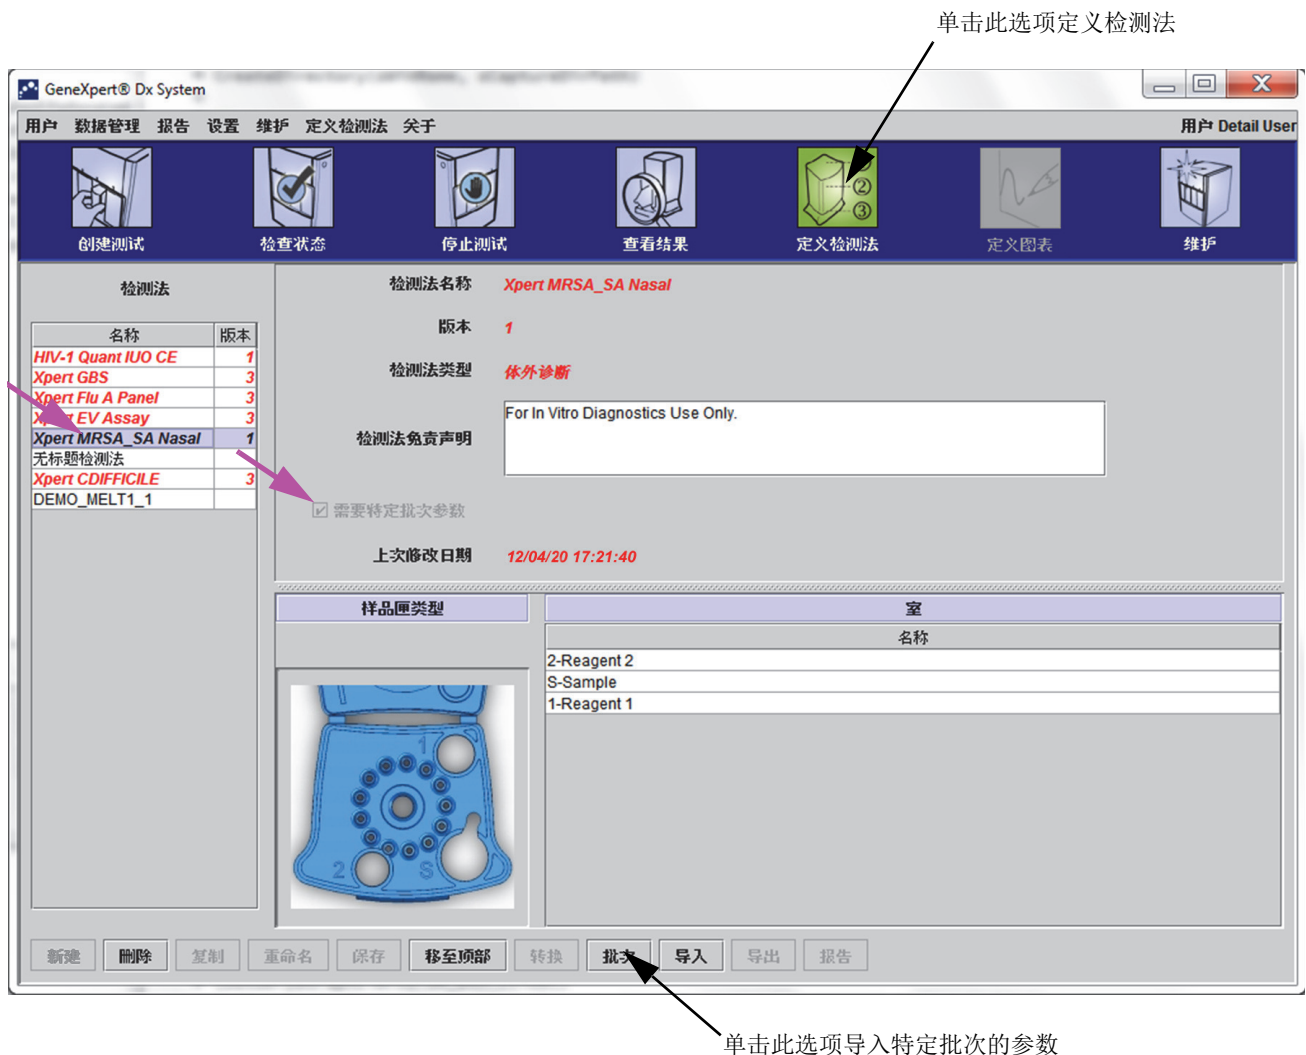 单击此选项定义检测法
GeneXpert® Dx System
用户 数据管理 报告 设置 维护 定义检测法 关于 用户 Detail User
创建测试 检查状态 停止测试 查看结果 定义检测法 定义图表 维护
检测法
名称 版本
HIV-1 Quant IUO CE 1
Xpert GBS 3
Xpert Flu A Panel 3
Xpert EV Assay 3
Xpert MRSA_SA Nasal 1
无标题检测法
Xpert CDIFFICILE 3
DEMO_MELT1_1
检测法名称 Xpert MRSA_SA Nasal
版本 1
检测法类型 体外诊断
检测法免责声明 For In Vitro Diagnostics Use Only.
需要特定批次参数
上次修改日期 12/04/20 17:21:40
样品匣类型
室
名称
2-Reagent 2
S-Sample
1-Reagent 1
1
2 S
新建 删除 复制 重命名 保存 移至顶部 转换 批次 导入 导出 报告
单击此选项导入特定批次的参数